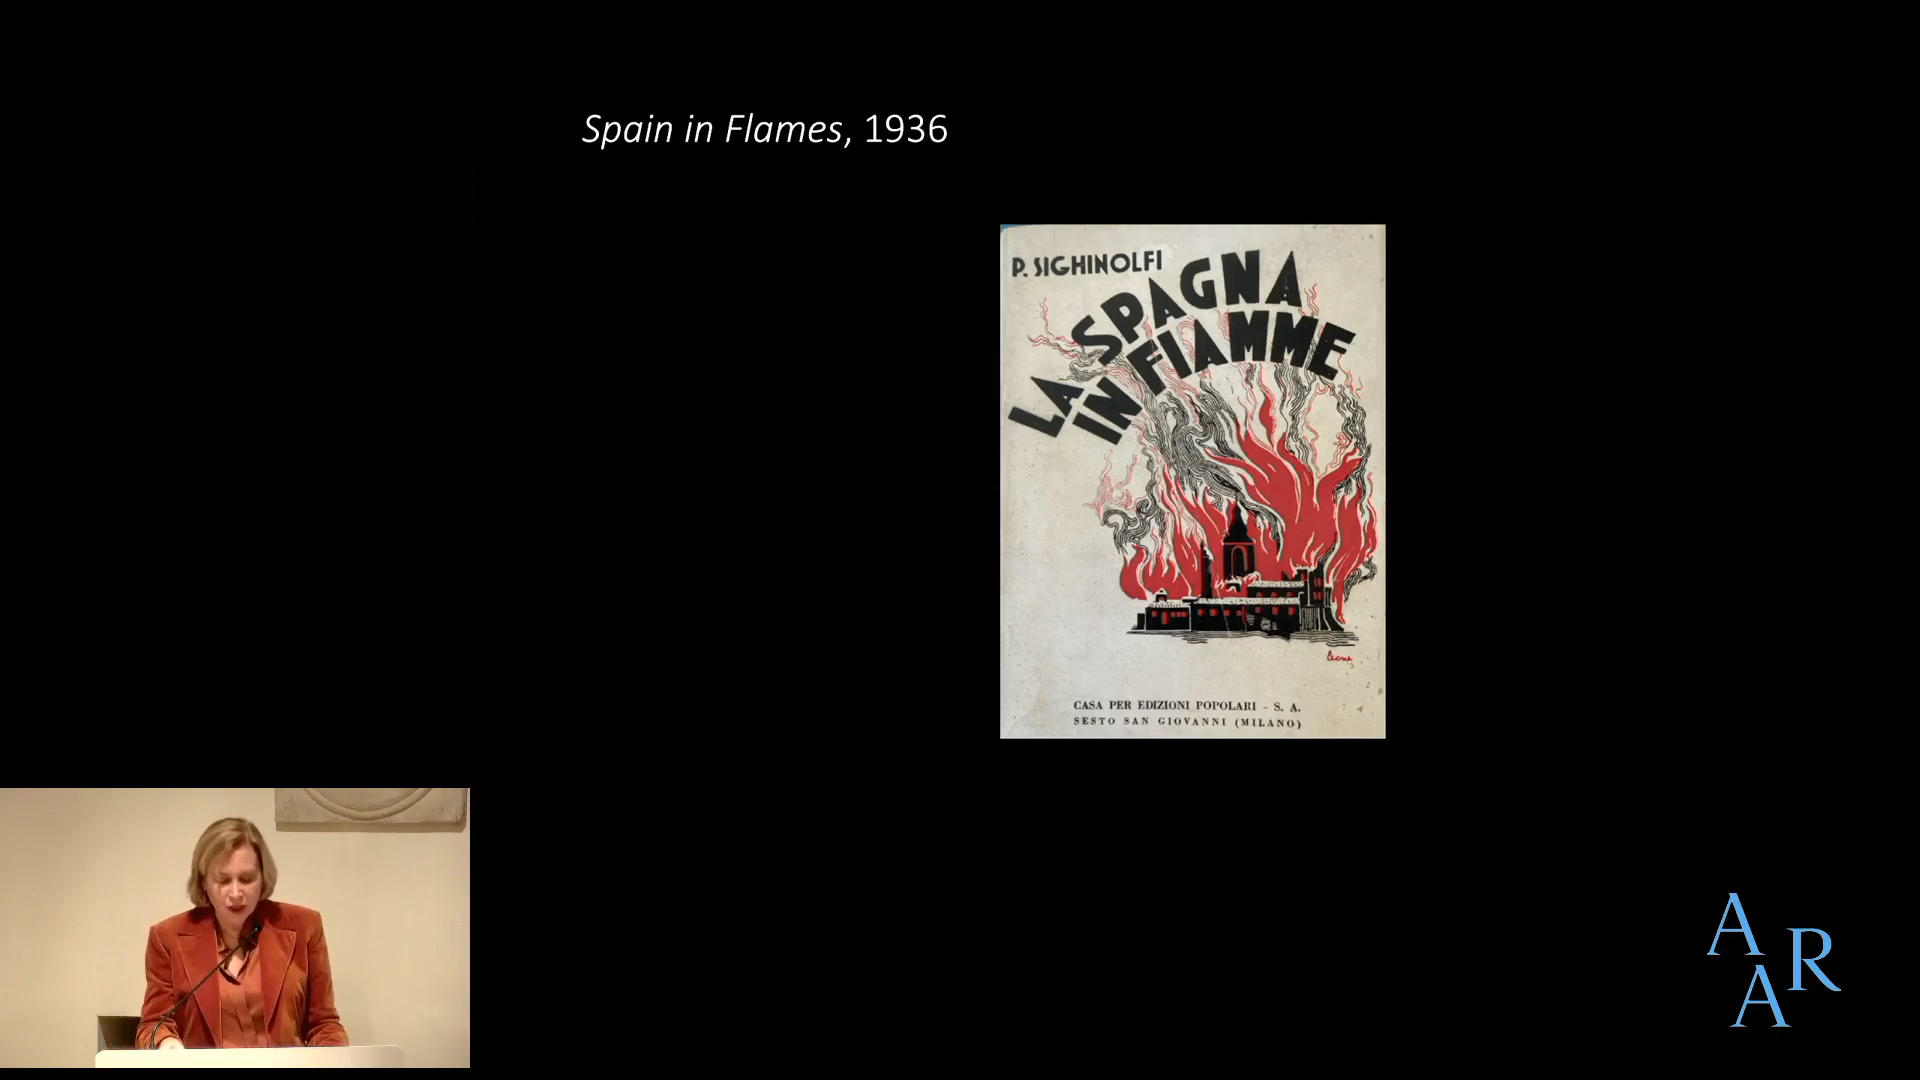 Spain in Flames, 1936
P. SIGHINOLFI
LA SPAGNA
IN FIAMME
CASA PER EDIZIONI POPOLARI - S. A.
SESTO SAN GIOVANNI (MILANO)
A
R
A